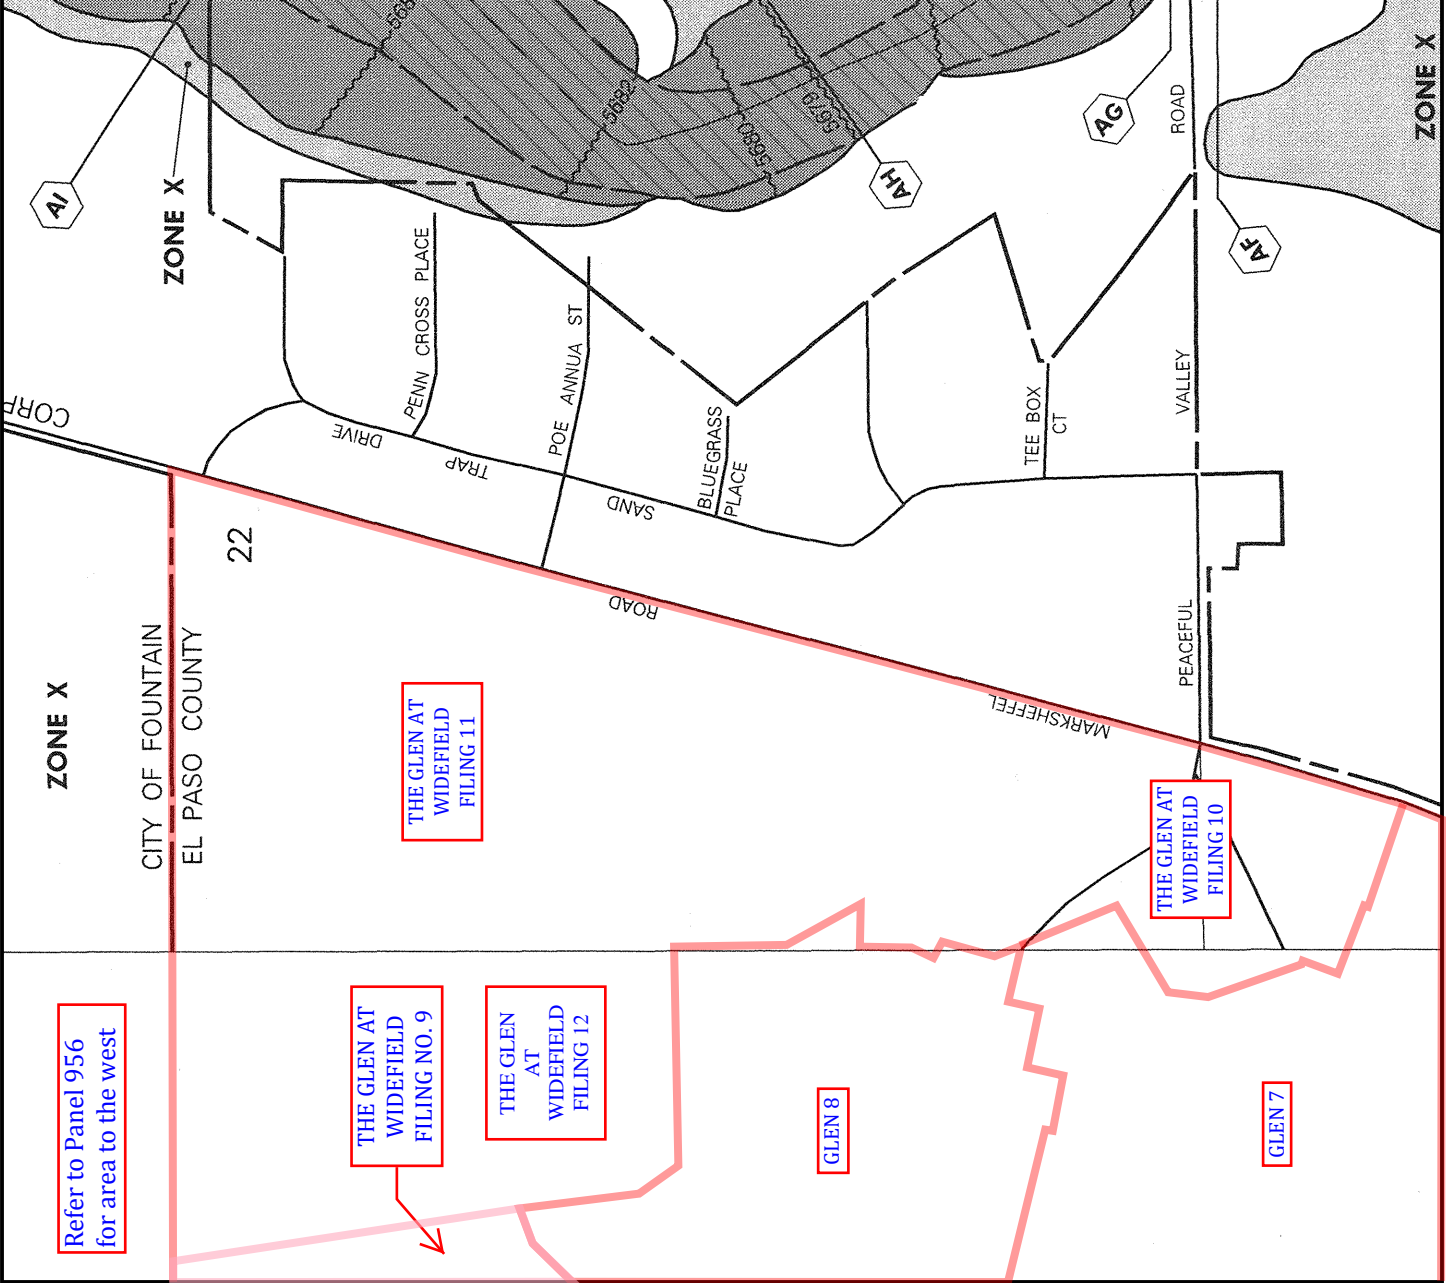 AI
ZONE X
CORP
PENN CROSS PLACE
POE ANNUA ST
DRIVE
TRAP
SAND
BLUEGRASS
PLACE
5682
5680
5679
AH
AG
ROAD
AF
ZONE X
TEE BOX
CT
VALLEY
PEACEFUL
22
ROAD
MARKSHEFFEL
ZONE X
CITY OF FOUNTAIN
EL PASO COUNTY
THE GLEN AT
WIDEFIELD
FILING 11
THE GLEN AT
WIDEFIELD
FILING 10
Refer to Panel 956
for area to the west
THE GLEN AT
WIDEFIELD
FILING NO. 9
THE GLEN
AT
WIDEFIELD
FILING 12
GLEN 8
GLEN 7